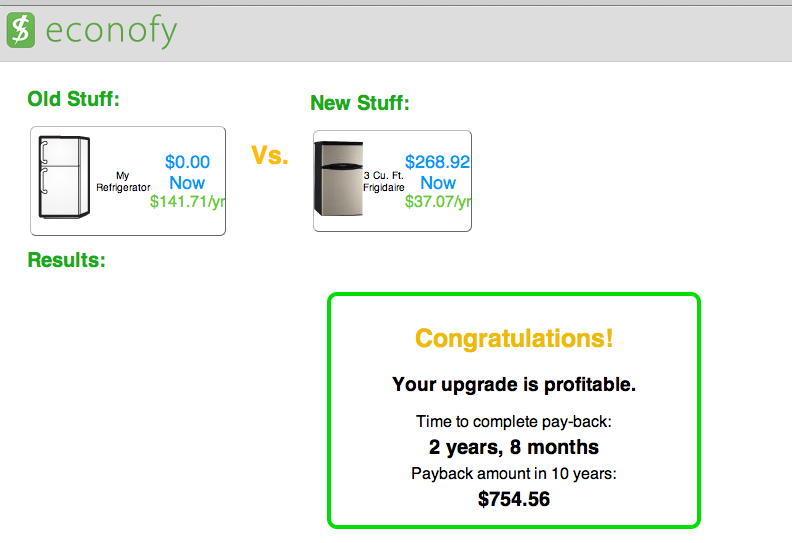 $ econofy
Old Stuff:
New Stuff:
My
Refrigerator
$0.00
Now
$141.71/yr
Vs.
3 Cu. Ft.
Frigidaire
$268.92
Now
$37.07/yr
Results:
Congratulations!
Your upgrade is profitable.
Time to complete pay-back:
2 years, 8 months
Payback amount in 10 years:
$754.56